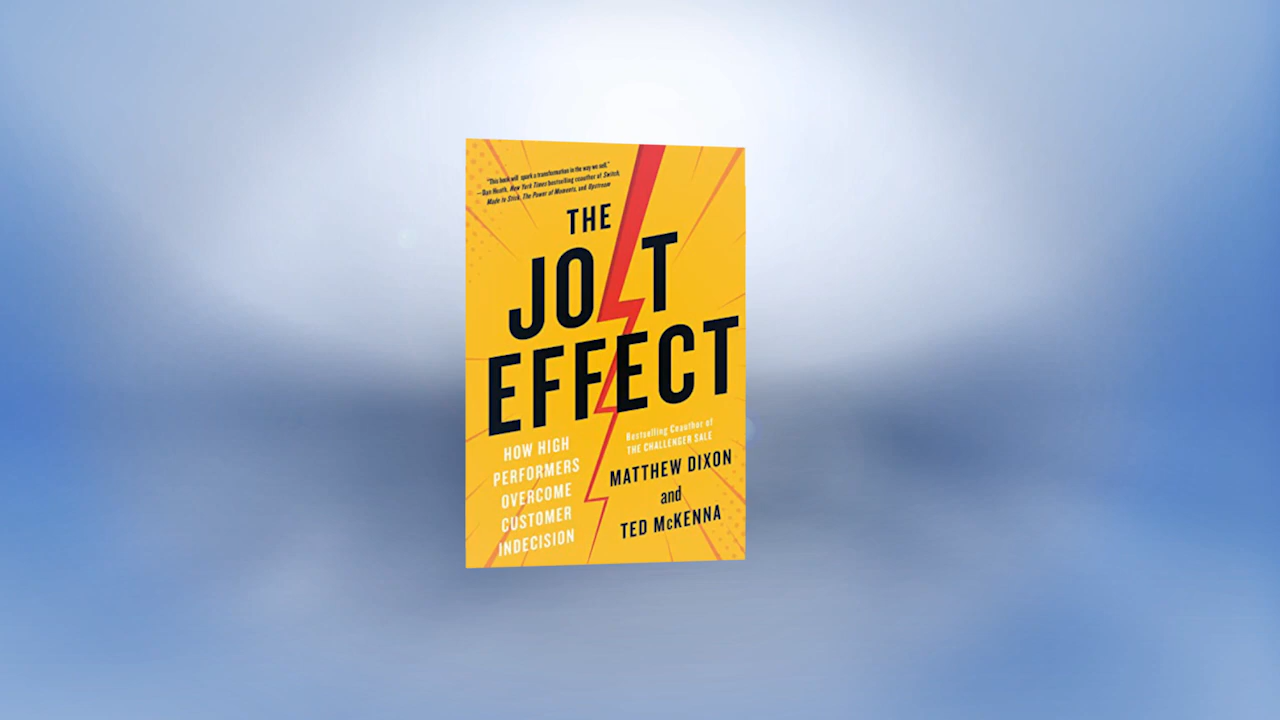 "This book will spark a transformation in the way we sell."
—Dan Heath, New York Times bestselling coauthor of Switch,
Made to Stick, The Power of Moments, and Upstream
THE
JOLT
EFFECT
HOW HIGH
PERFORMERS
OVERCOME
CUSTOMER
INDECISION
Bestselling Coauthor of
THE CHALLENGER SALE
MATTHEW DIXON
and
TED McKENNA